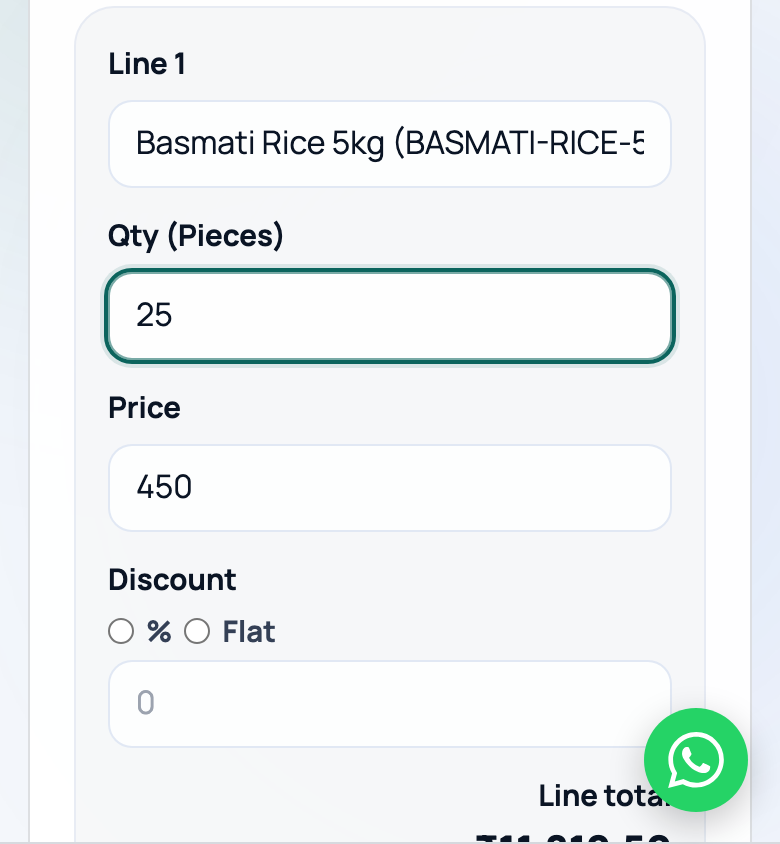 Line 1
Basmati Rice 5kg (BASMATI-RICE-5
Qty (Pieces)
25
Price
450
Discount
% Flat
0
Line total